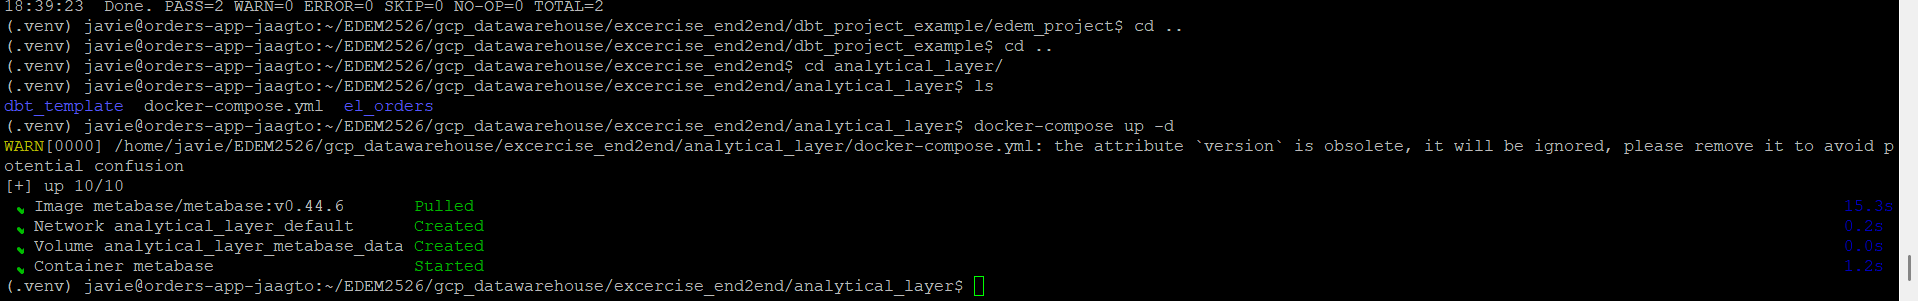 18:39:23  Done. PASS=2 WARN=0 ERROR=0 SKIP=0 NO-OP=0 TOTAL=2
(.venv) javie@orders-app-jaagto:~/EDEM2526/gcp_datawarehouse/excercise_end2end/dbt_project_example/edem_project$ cd ..
(.venv) javie@orders-app-jaagto:~/EDEM2526/gcp_datawarehouse/excercise_end2end/dbt_project_example$ cd ..
(.venv) javie@orders-app-jaagto:~/EDEM2526/gcp_datawarehouse/excercise_end2end$ cd analytical_layer/
(.venv) javie@orders-app-jaagto:~/EDEM2526/gcp_datawarehouse/excercise_end2end/analytical_layer$ ls
dbt_template  docker-compose.yml  el_orders
(.venv) javie@orders-app-jaagto:~/EDEM2526/gcp_datawarehouse/excercise_end2end/analytical_layer$ docker-compose up -d
WARN[0000] /home/javie/EDEM2526/gcp_datawarehouse/excercise_end2end/analytical_layer/docker-compose.yml: the attribute `version` is obsolete, it will be ignored, please remove it to avoid p
otential confusion
[+] up 10/10
✔ Image metabase/metabase:v0.44.6       Pulled 15.3s
✔ Network analytical_layer_default      Created 0.2s
✔ Volume analytical_layer_metabase_data Created 0.0s
✔ Container metabase                    Started 1.2s
(.venv) javie@orders-app-jaagto:~/EDEM2526/gcp_datawarehouse/excercise_end2end/analytical_layer$